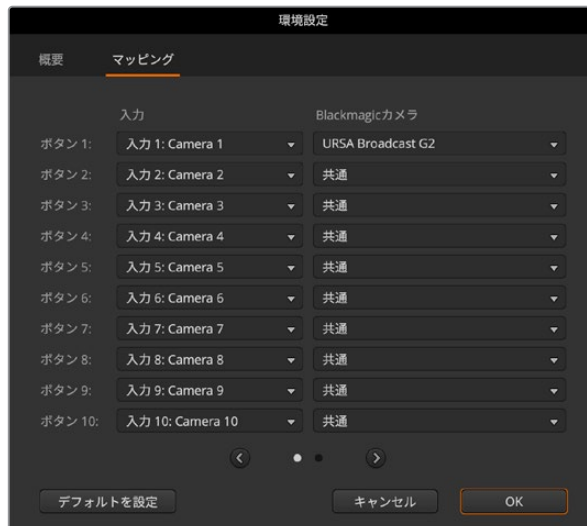 環境設定
概要 マッピング
入力 Blackmagicカメラ
ボタン 1: 入力 1: Camera 1 URSA Broadcast G2
ボタン 2: 入力 2: Camera 2 共通
ボタン 3: 入力 3: Camera 3 共通
ボタン 4: 入力 4: Camera 4 共通
ボタン 5: 入力 5: Camera 5 共通
ボタン 6: 入力 6: Camera 6 共通
ボタン 7: 入力 7: Camera 7 共通
ボタン 8: 入力 8: Camera 8 共通
ボタン 9: 入力 9: Camera 9 共通
ボタン 10: 入力 10: Camera 10 共通
デフォルトを設定 キャンセル OK